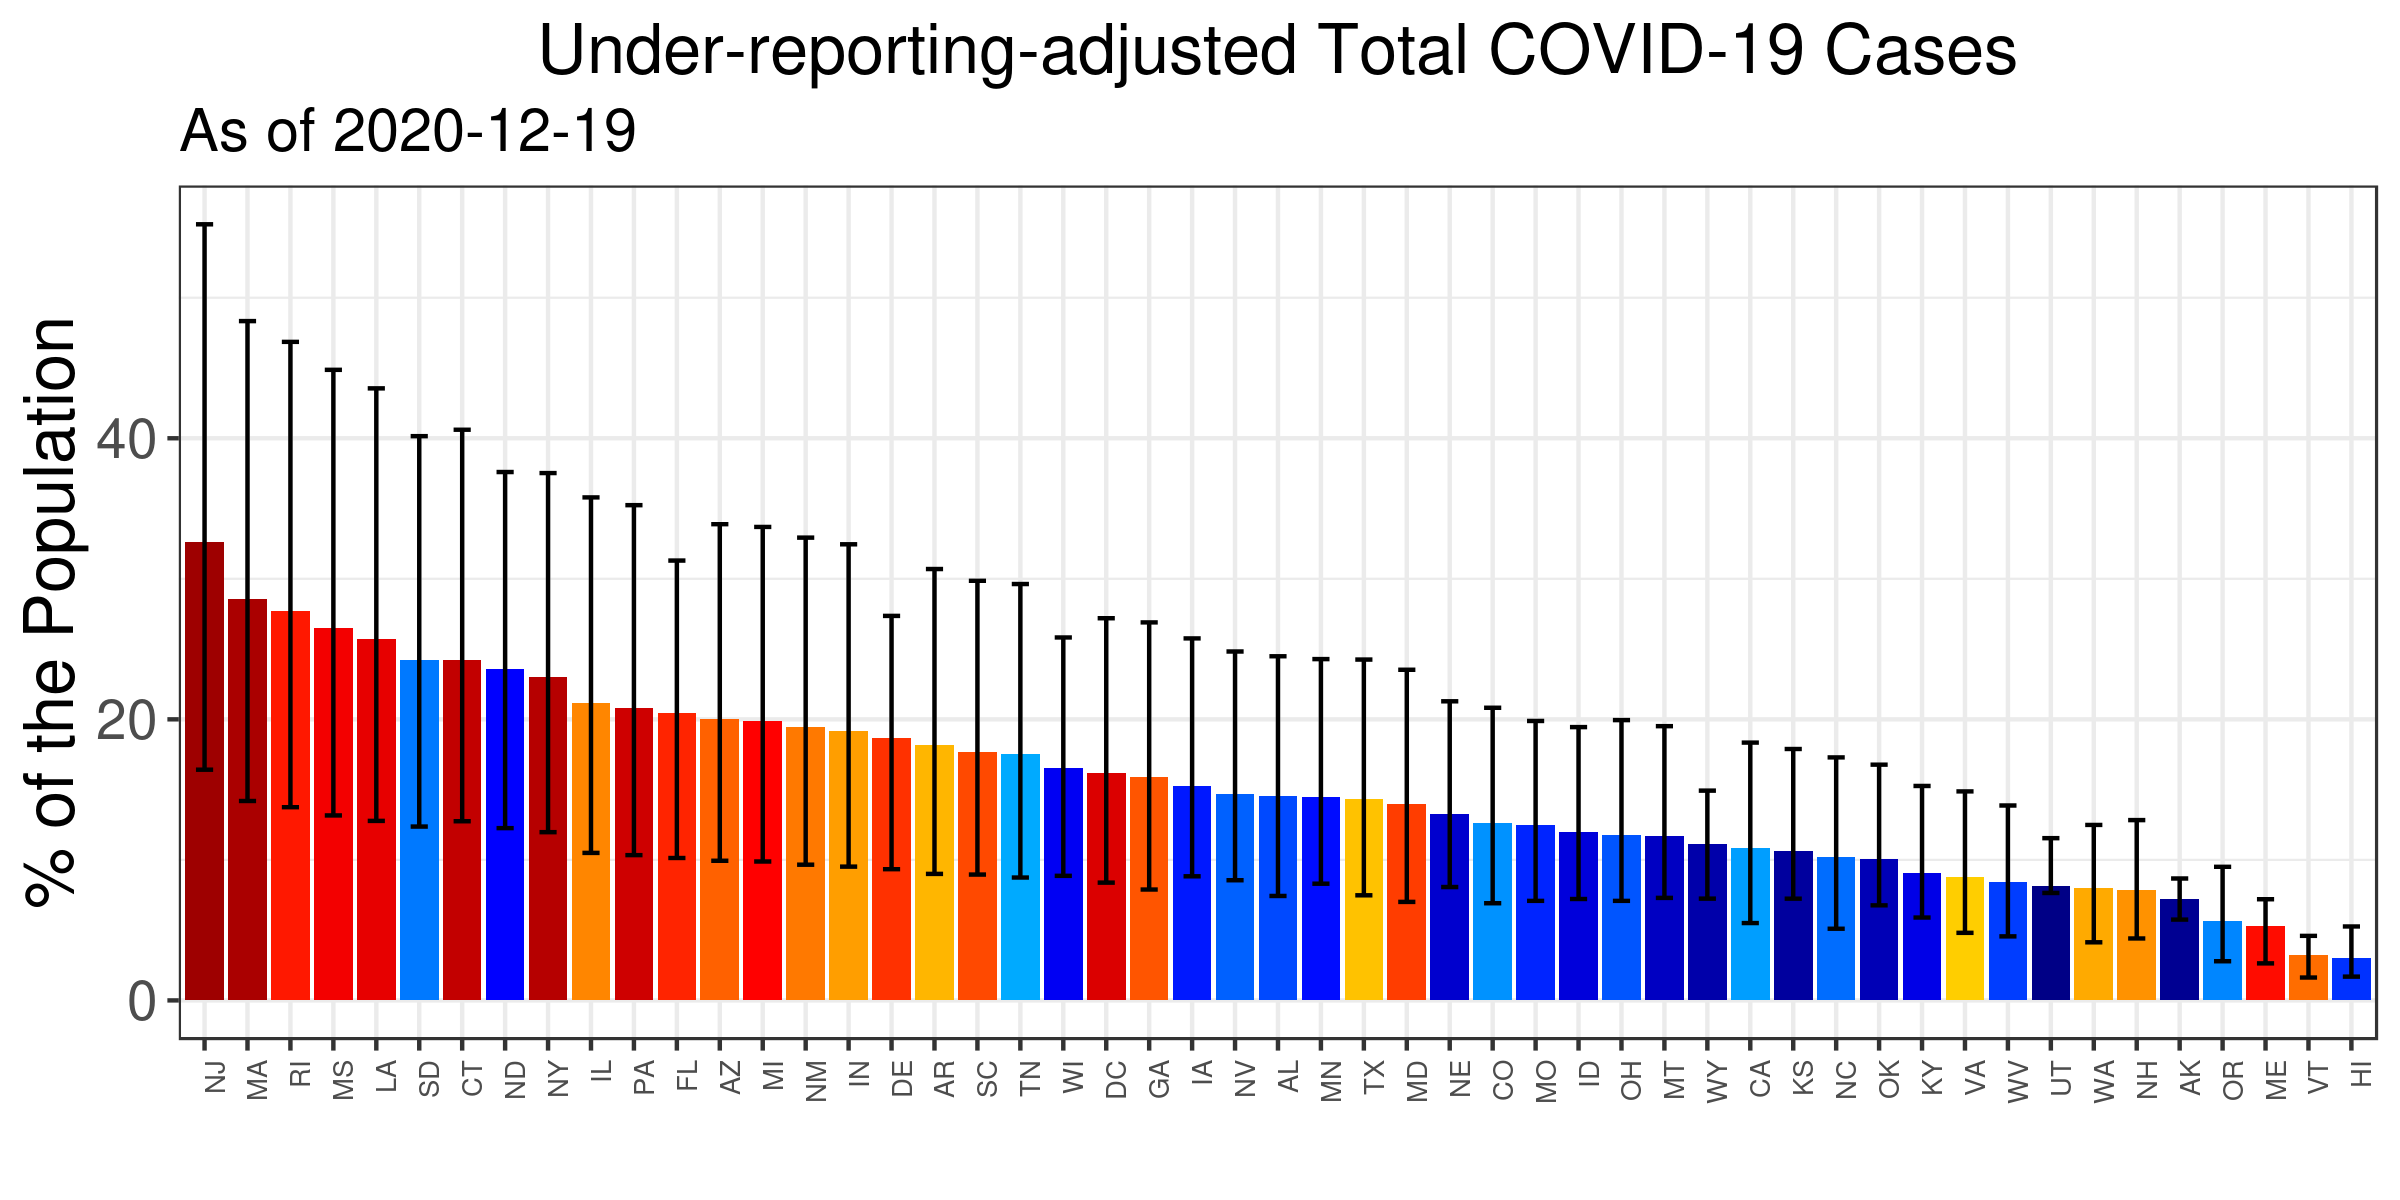 Under-reporting-adjusted Total COVID-19 Cases
As of 2020-12-19
% of the Population
40
20
0
NJ MA RI MS LA SD CT ND NY IL PA FL AZ MI NM IN DE AR SC TN WI DC GA IA NV AL MN TX MD NE CO MO ID OH MT WY CA KS NC OK KY VA WV UT WA NH AK OR ME VT HI